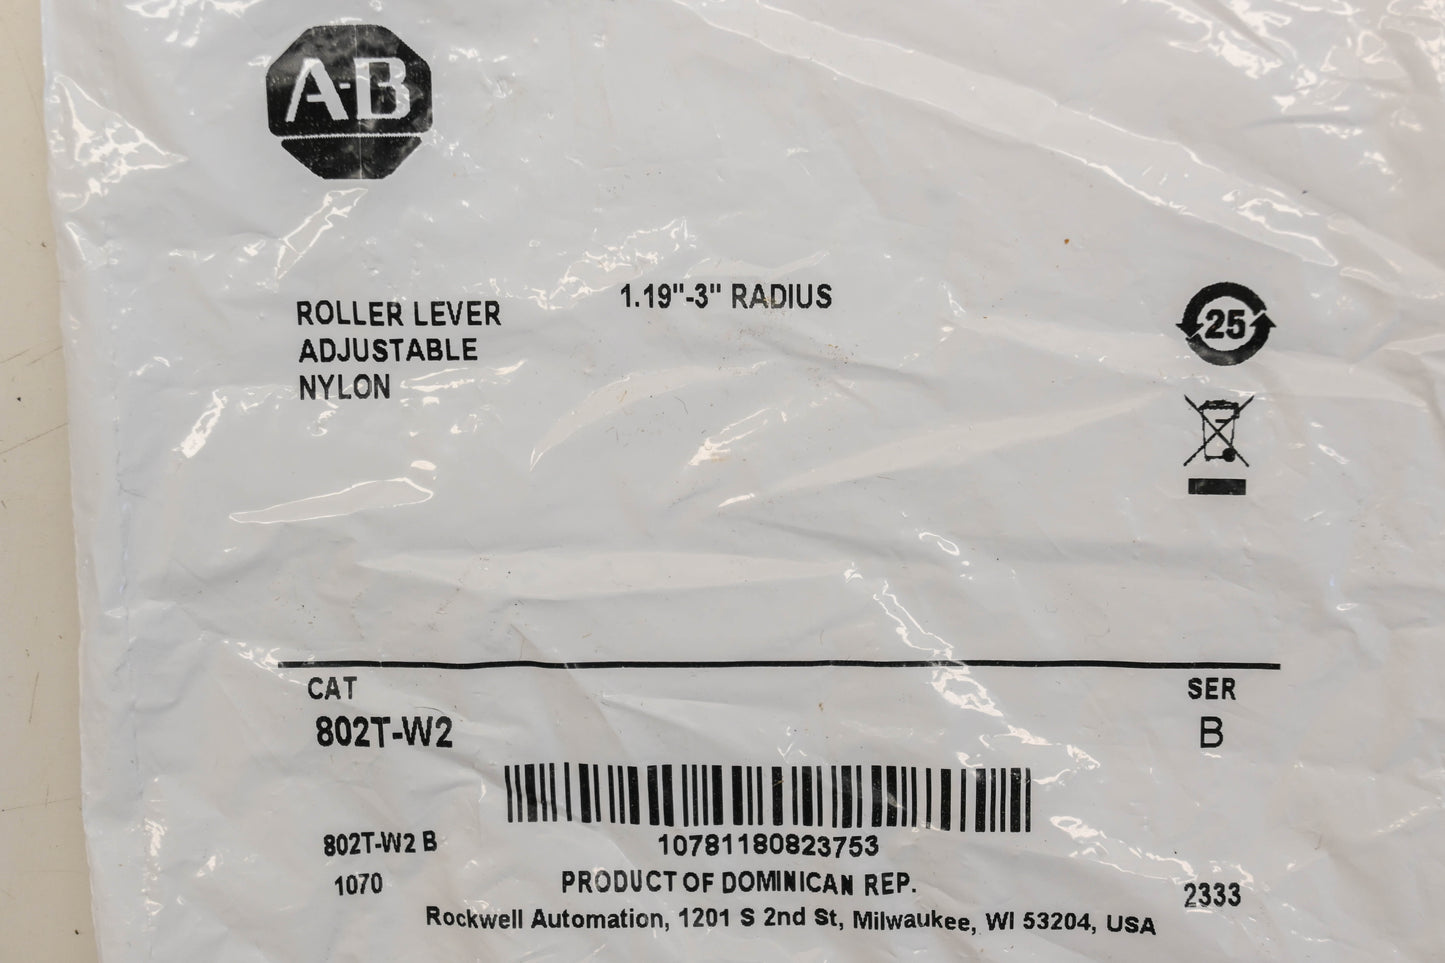 A-B
ROLLER LEVER
ADJUSTABLE
NYLON
1.19"-3" RADIUS
25
CAT
802T-W2
SER
B
802T-W2 B
1070
10781180823753
PRODUCT OF DOMINICAN REP.
2333
Rockwell Automation, 1201 S 2nd St, Milwaukee, WI 53204, USA